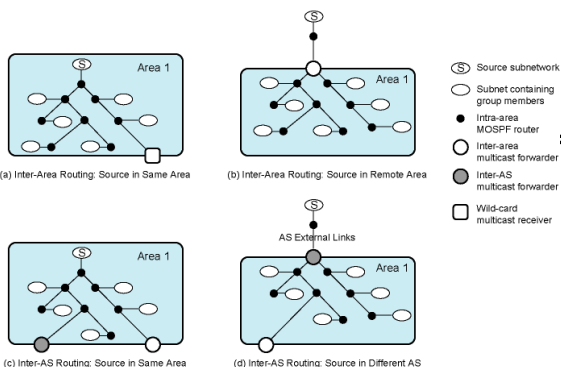 S
Area 1
(a) Inter-Area Routing: Source in Same Area
S
Area 1
(b) Inter-Area Routing: Source in Remote Area
S Source subnetwork
Subnet containing
group members
Intra-area
MOSPF router
Inter-area
multicast forwarder
Inter-AS
multicast forwarder
Wild-card
multicast receiver
S
Area 1
(c) Inter-AS Routing: Source in Same Area
S
AS External Links
Area 1
(d) Inter-AS Routing: Source in Different AS